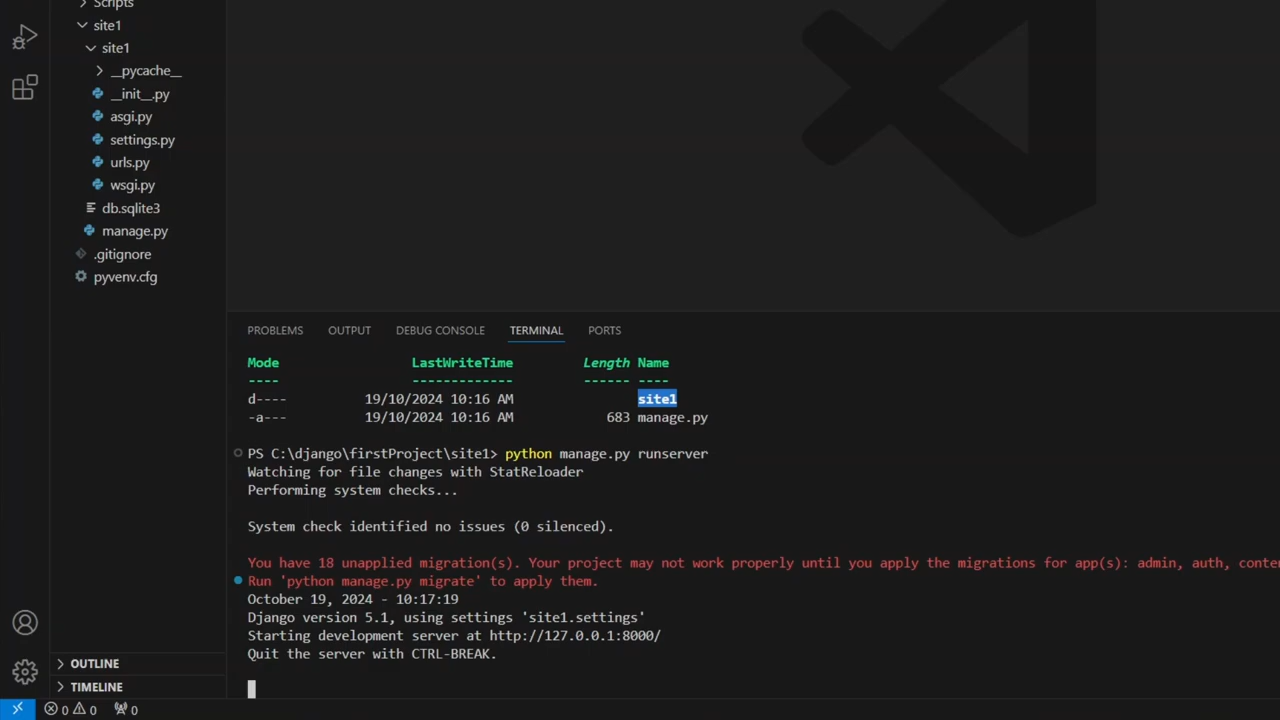 Scripts
site1
site1
__pycache__
__init__.py
asgi.py
settings.py
urls.py
wsgi.py
db.sqlite3
manage.py
.gitignore
pyvenv.cfg
OUTLINE
TIMELINE
PROBLEMS OUTPUT DEBUG CONSOLE TERMINAL PORTS
Mode LastWriteTime Length Name
---- ------------- ------ ----
d---- 19/10/2024 10:16 AM site1
-a--- 19/10/2024 10:16 AM 683 manage.py
PS C:\django\firstProject\site1> python manage.py runserver
Watching for file changes with StatReloader
Performing system checks...
System check identified no issues (0 silenced).
You have 18 unapplied migration(s). Your project may not work properly until you apply the migrations for app(s): admin, auth, conte
Run 'python manage.py migrate' to apply them.
October 19, 2024 - 10:17:19
Django version 5.1, using settings 'site1.settings'
Starting development server at http://127.0.0.1:8000/
Quit the server with CTRL-BREAK.
0 0 0